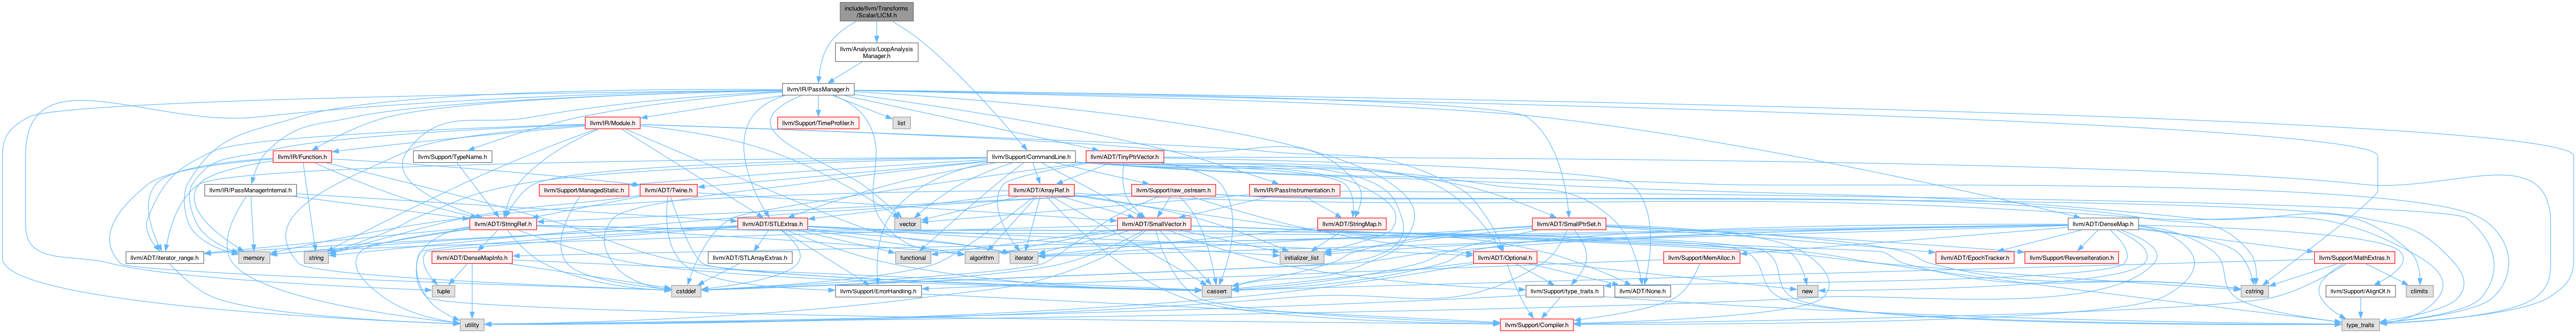 include/llvm/Transforms
/Scalar/LICM.h
llvm/Analysis/LoopAnalysis
Manager.h
llvm/IR/PassManager.h
llvm/IR/Module.h
llvm/Support/TimeProfiler.h
list
llvm/IR/Function.h
llvm/Support/TypeName.h
llvm/Support/CommandLine.h
llvm/ADT/TinyPtrVector.h
llvm/IR/PassManagerInternal.h
llvm/Support/ManagedStatic.h
llvm/ADT/Twine.h
llvm/ADT/ArrayRef.h
llvm/Support/raw_ostream.h
llvm/IR/PassInstrumentation.h
llvm/ADT/StringRef.h
llvm/ADT/STLExtras.h
vector
llvm/ADT/SmallVector.h
llvm/ADT/StringMap.h
llvm/ADT/SmallPtrSet.h
llvm/ADT/DenseMap.h
llvm/ADT/iterator_range.h
memory
string
llvm/ADT/DenseMapInfo.h
llvm/ADT/STLArrayExtras.h
functional
algorithm
iterator
initializer_list
llvm/ADT/Optional.h
llvm/Support/MemAlloc.h
llvm/ADT/EpochTracker.h
llvm/Support/ReverseIteration.h
llvm/Support/MathExtras.h
tuple
cstddef
llvm/Support/ErrorHandling.h
cassert
llvm/Support/type_traits.h
llvm/ADT/None.h
new
cstring
llvm/Support/AlignOf.h
climits
utility
llvm/Support/Compiler.h
type_traits